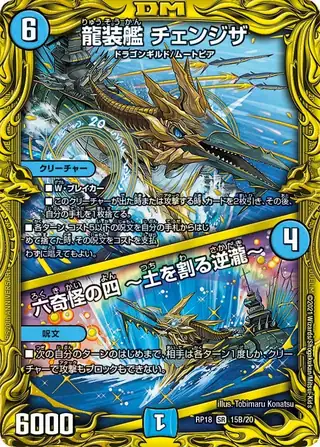 DM
6
りゅうそうかん
龍装艦 チェンジザ
ドラゴンギルド/ムートピア
20
クリーチャー
■W・ブレイカー
■このクリーチャーが出た時または攻撃する時、カードを2枚引き、その後、
自分の手札を1枚捨てる。
■各ターン、コスト5以下の呪文を自分の手札からはじ
めて捨てた時、その呪文をコストを支払
わずに唱えてもよい。
4
ろくきかい よん つち わ さかだき
六奇怪の四 ～土を割る逆瀧～
呪文
■次の自分のターンのはじめまで、相手は各ターン1度しか、クリー
チャーで攻撃もブロックもできない。
Illus. Tobimaru Konatsu
6000
1
RP18 SR 15B/20